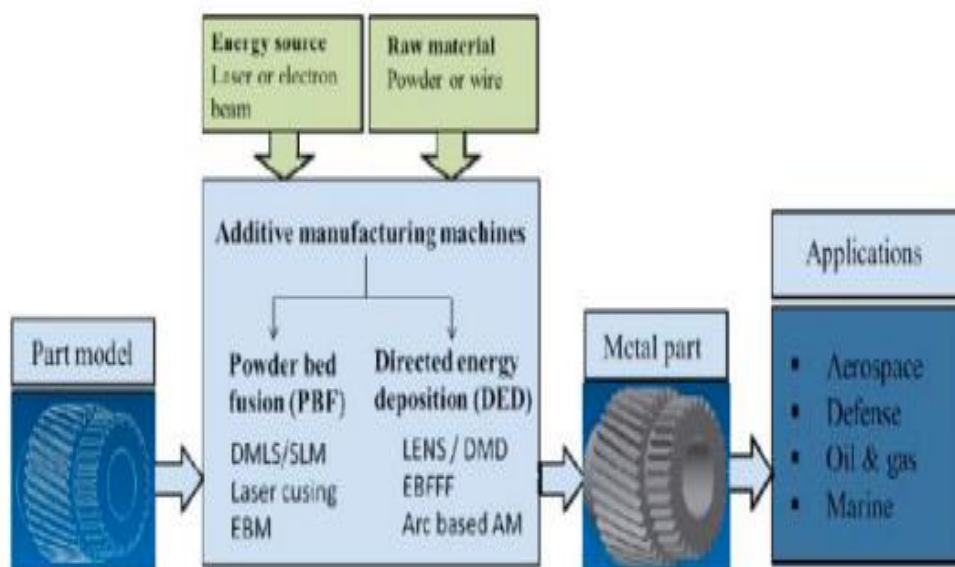 Energy source
Laser or electron
beam
Raw material
Powder or wire
Additive manufacturing machines
Powder bed
fusion (PBF)
DMLS/SLM
Laser cusing
EBM
Directed energy
deposition (DED)
LENS / DMD
EBFFF
Arc based AM
Part model
Metal part
Applications
▪ Aerospace
▪ Defense
▪ Oil & gas
▪ Marine